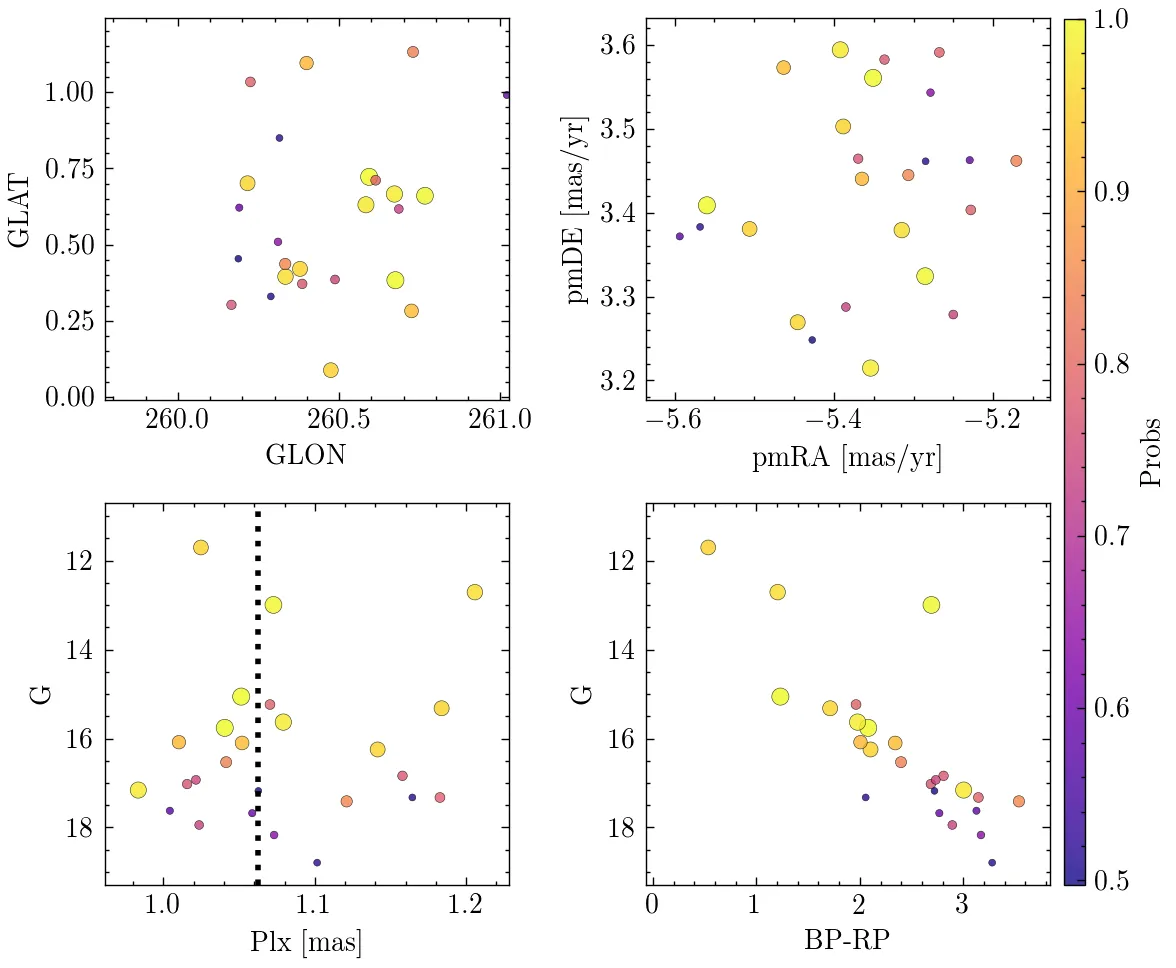 1.00
0.75
0.50
0.25
0.00
GLAT
260.0 260.5 261.0
GLON
3.6
3.5
3.4
3.3
3.2
pmDE [mas/yr]
−5.6 −5.4 −5.2
pmRA [mas/yr]
12
14
16
18
G
1.0 1.1 1.2
Plx [mas]
12
14
16
18
G
0 1 2 3
BP-RP
1.0
0.9
0.8
0.7
0.6
0.5
Probs